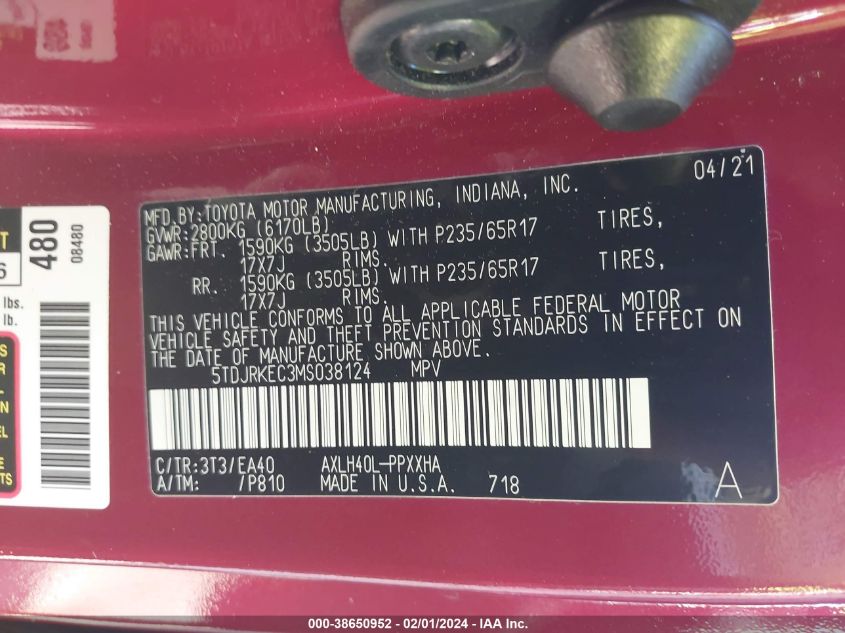 04/21
MFD.BY:TOYOTA MOTOR MANUFACTURING, INDIANA, INC.
GVWR:2800KG (6170LB)
GAWR:FRT. 1590KG (3505LB) WITH P235/65R17 TIRES,
17X7J RIMS.
RR. 1590KG (3505LB) WITH P235/65R17 TIRES,
17X7J RIMS.
THIS VEHICLE CONFORMS TO ALL APPLICABLE FEDERAL MOTOR
VEHICLE SAFETY AND THEFT PREVENTION STANDARDS IN EFFECT ON
THE DATE OF MANUFACTURE SHOWN ABOVE.
5TDJRKEC3MS038124 MPV
C/TR:3T3/EA40 AXLH40L-PPXXHA
A/TM: /P810 MADE IN U.S.A. 718 A
480
08480
6
lbs.
lb.
000-38650952 - 02/01/2024 - IAA Inc.